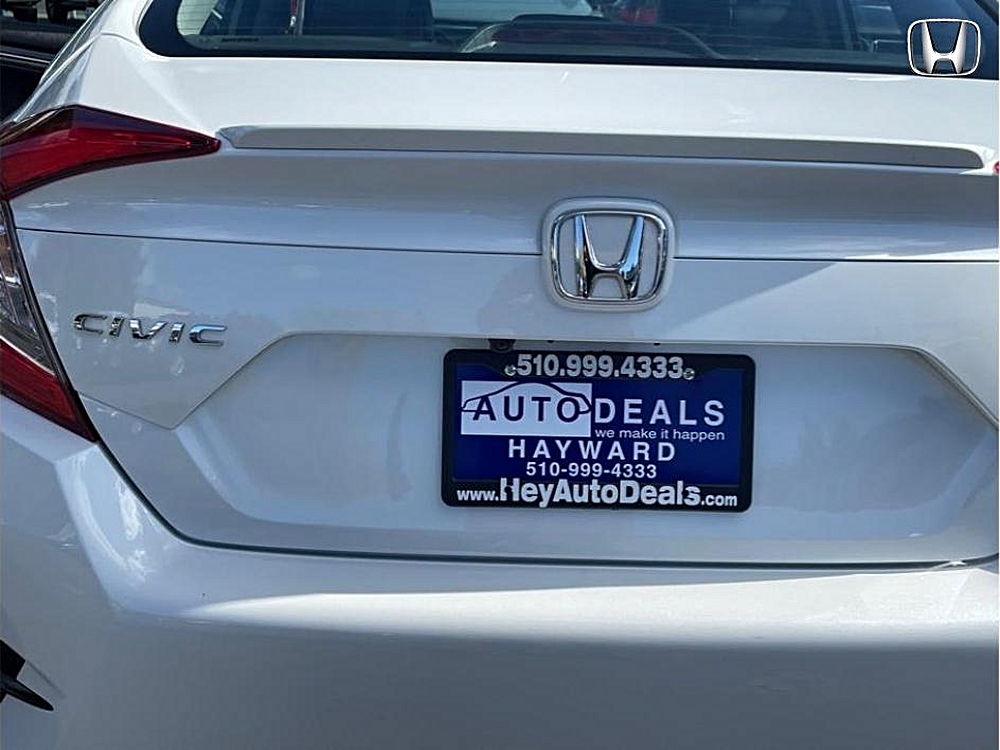 CIVIC
510.999.4333
AUTO DEALS
we make it happen
HAYWARD
510-999-4333
www.HeyAutoDeals.com